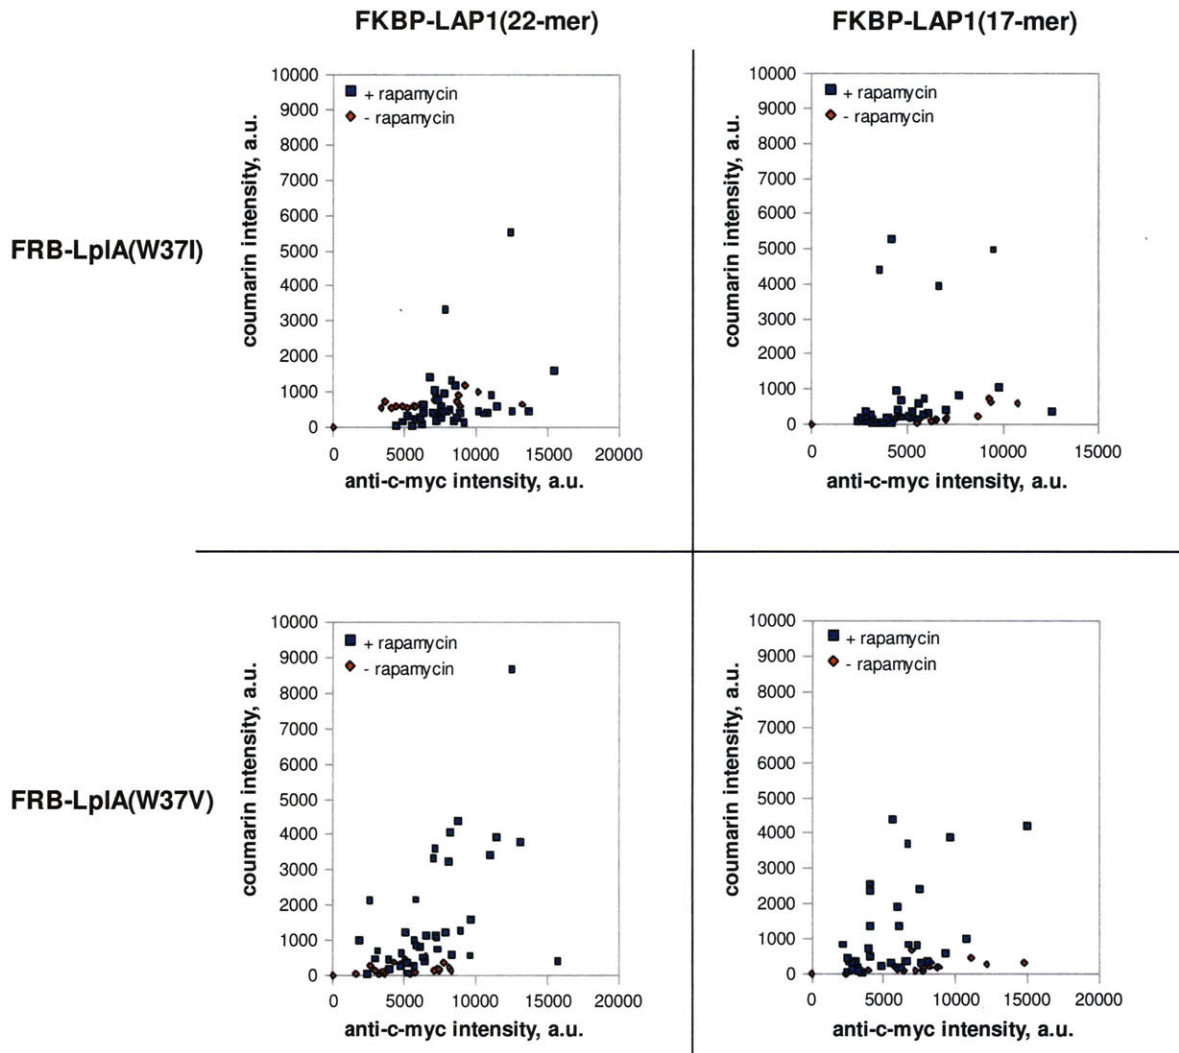 FKBP-LAP1(22-mer)
FKBP-LAP1(17-mer)
FRB-LplA(W37I)
coumarin intensity, a.u.
10000
9000
8000
7000
6000
5000
4000
3000
2000
1000
0
+ rapamycin
- rapamycin
0 5000 10000 15000 20000
anti-c-myc intensity, a.u.
coumarin intensity, a.u.
10000
9000
8000
7000
6000
5000
4000
3000
2000
1000
0
+ rapamycin
- rapamycin
0 5000 10000 15000
anti-c-myc intensity, a.u.
FRB-LplA(W37V)
coumarin intensity, a.u.
10000
9000
8000
7000
6000
5000
4000
3000
2000
1000
0
+ rapamycin
- rapamycin
0 5000 10000 15000 20000
anti-c-myc intensity, a.u.
coumarin intensity, a.u.
10000
9000
8000
7000
6000
5000
4000
3000
2000
1000
0
+ rapamycin
- rapamycin
0 5000 10000 15000 20000
anti-c-myc intensity, a.u.